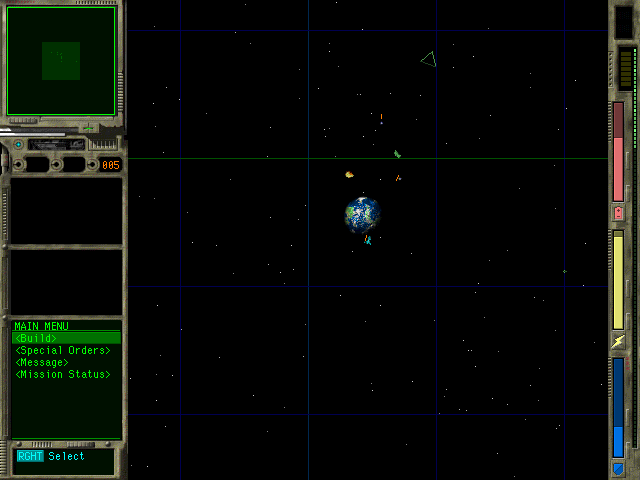 005
MAIN MENU
<Build>
<Special Orders>
<Message>
<Mission Status>
RGHT Select